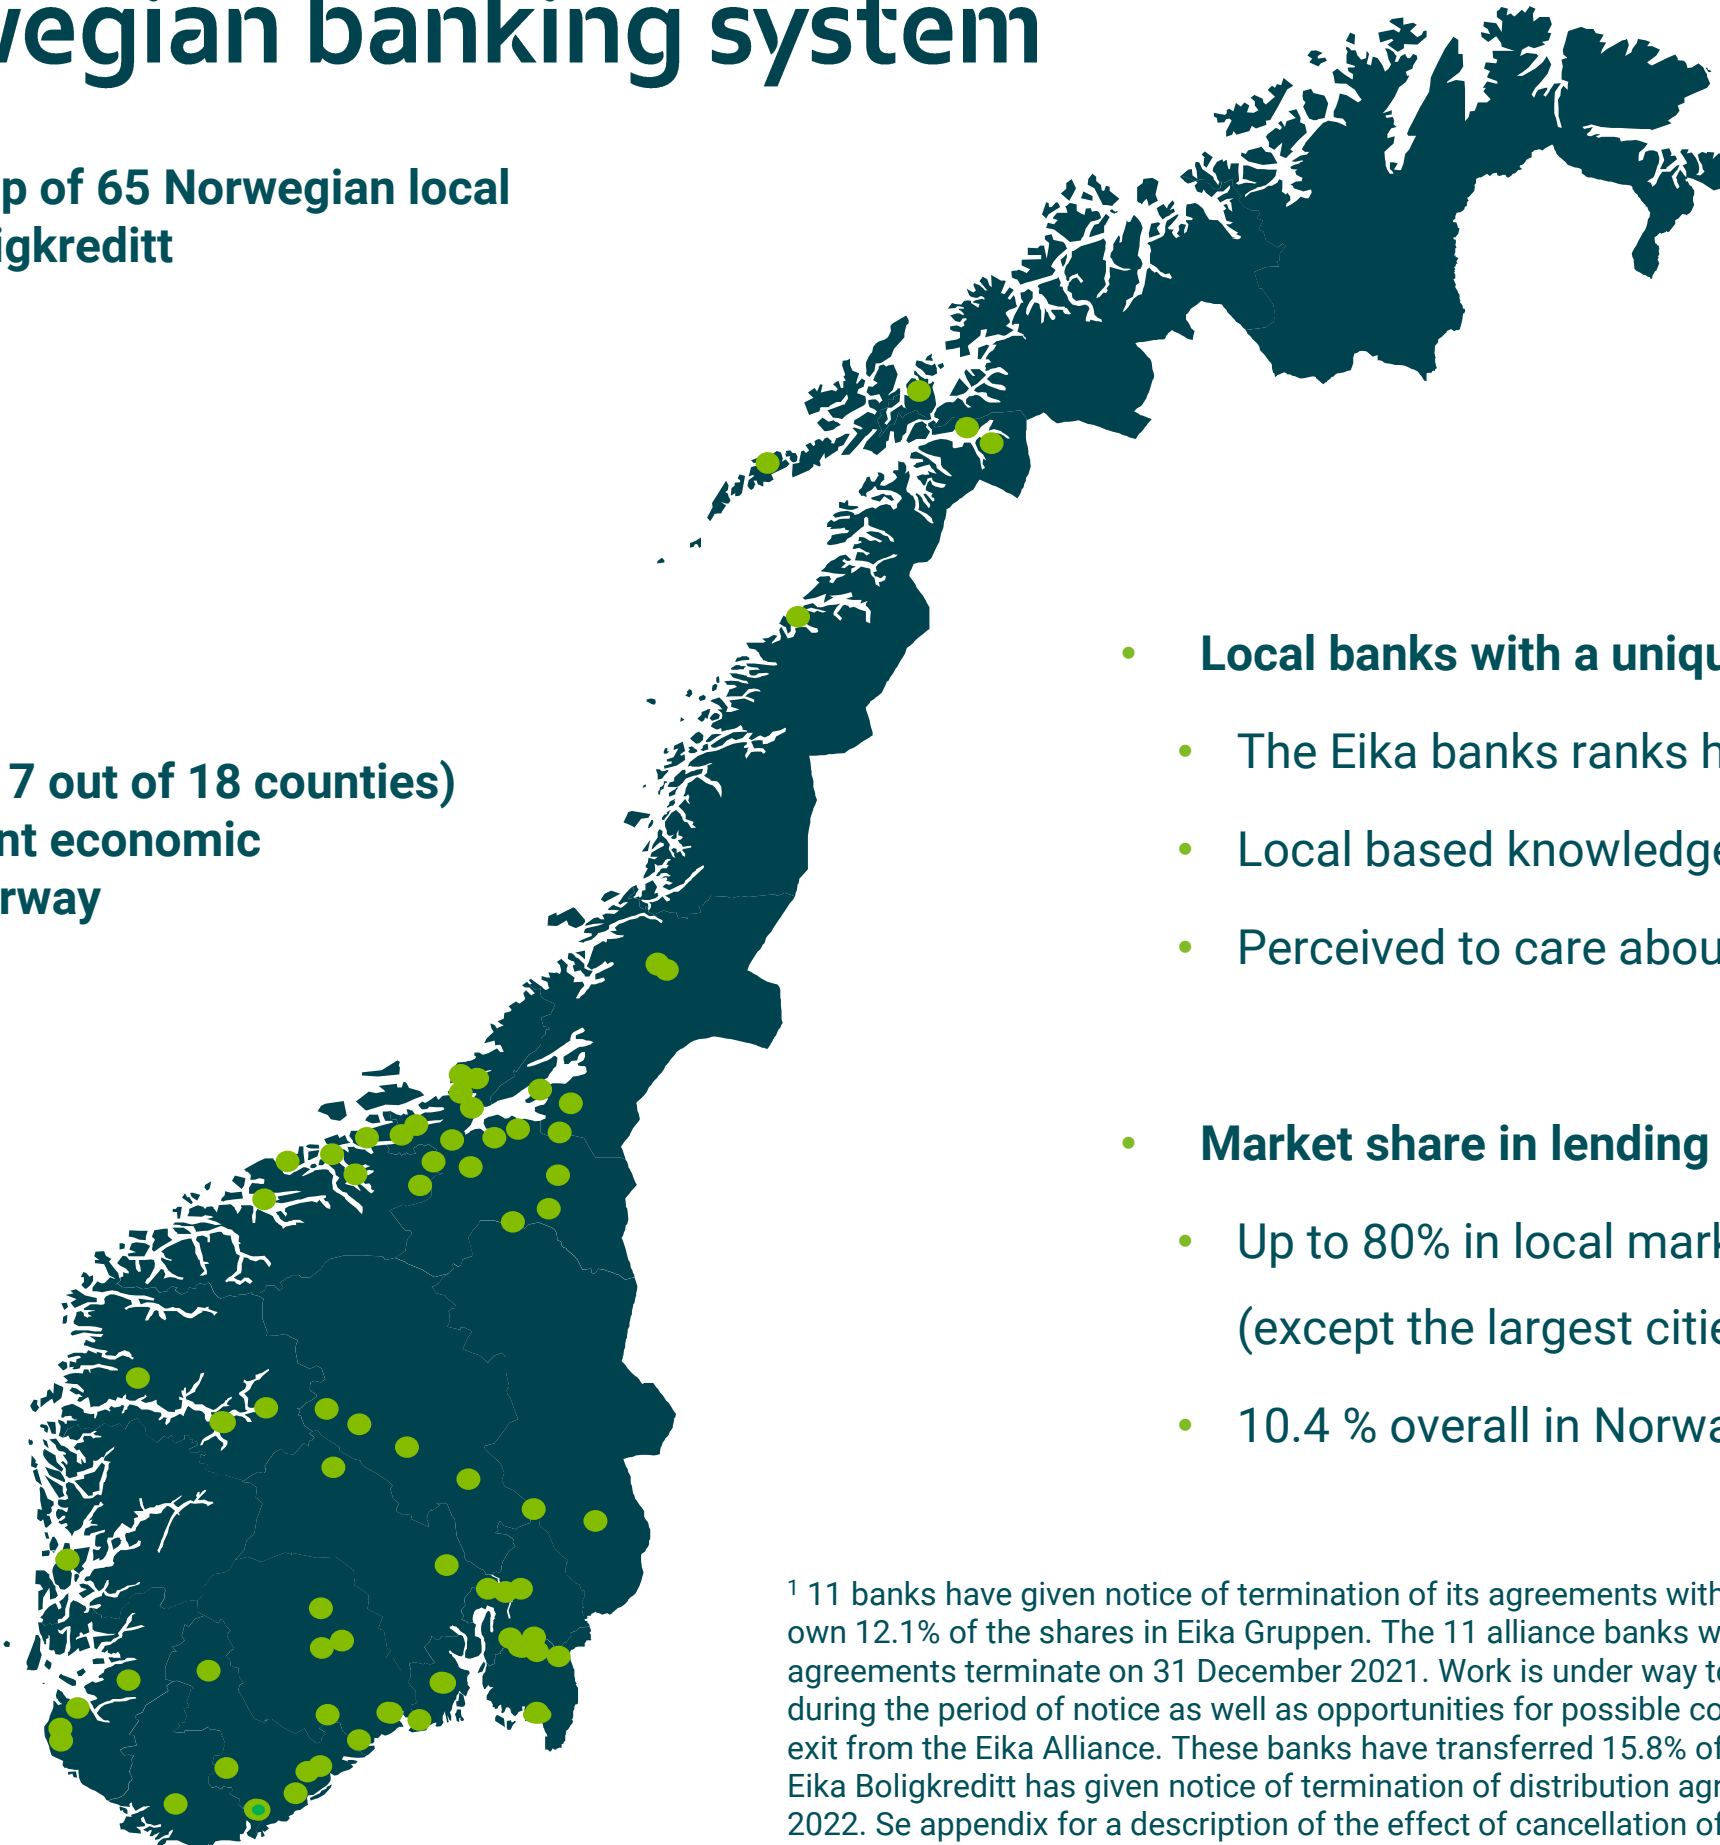 wegian banking system
p of 65 Norwegian local
igkreditt
7 out of 18 counties)
nt economic
rway
• Local banks with a uniqu
• The Eika banks ranks h
• Local based knowledge
• Perceived to care abou
• Market share in lending
• Up to 80% in local mark
(except the largest citie
• 10.4 % overall in Norwa
1 11 banks have given notice of termination of its agreements with
own 12.1% of the shares in Eika Gruppen. The 11 alliance banks w
agreements terminate on 31 December 2021. Work is under way to
during the period of notice as well as opportunities for possible co
exit from the Eika Alliance. These banks have transferred 15.8% of
Eika Boligkreditt has given notice of termination of distribution agr
2022. Se appendix for a description of the effect of cancellation of